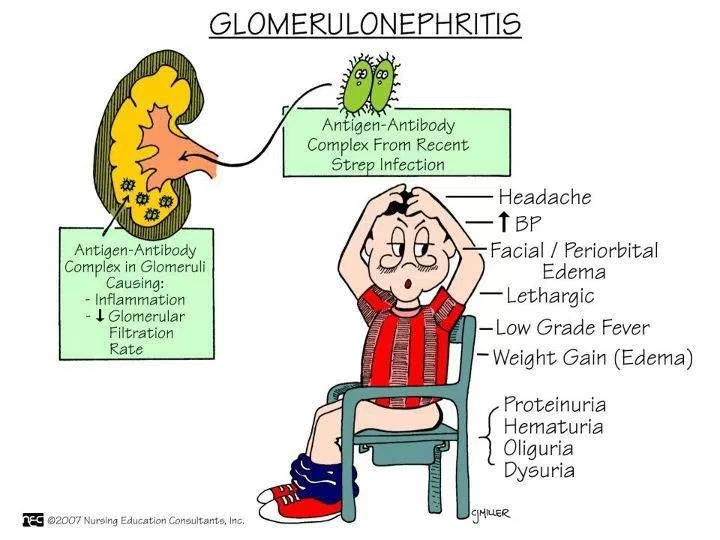 GLOMERULONEPHRITIS
Antigen-Antibody
Complex From Recent
Strep Infection
Antigen-Antibody
Complex in Glomeruli
Causing:
- Inflammation
- ⬇ Glomerular
Filtration
Rate
Headache
⬆ BP
Facial / Periorbital
Edema
Lethargic
Low Grade Fever
Weight Gain (Edema)
Proteinuria
Hematuria
Oliguria
Dysuria
CJMILLER
nec ©2007 Nursing Education Consultants, Inc.